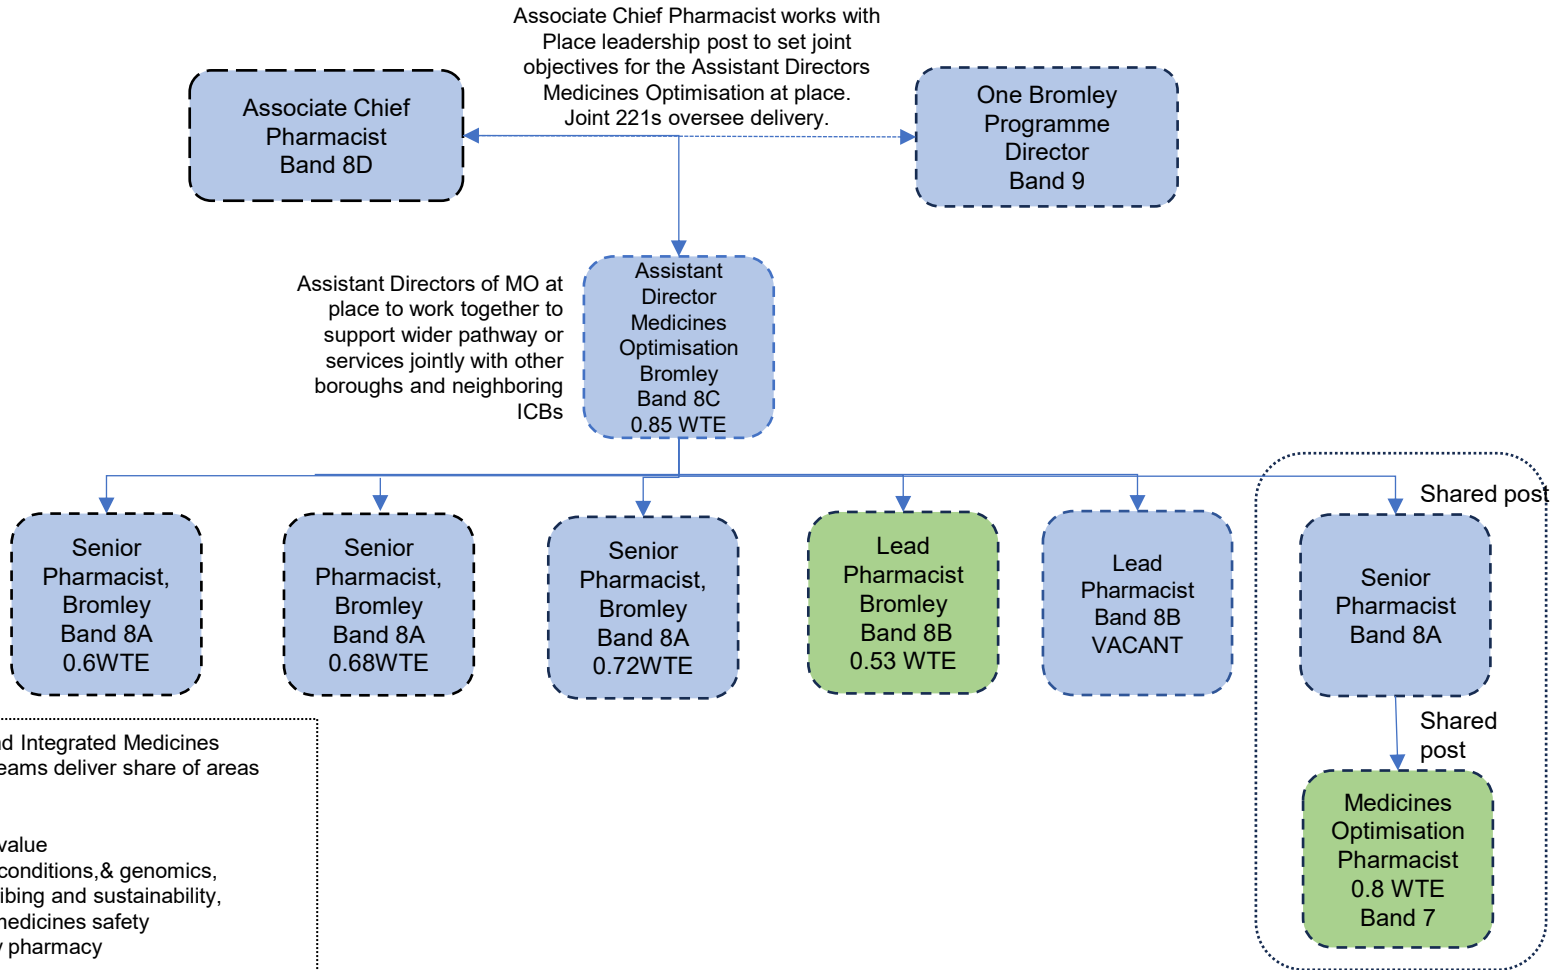 Associate Chief Pharmacist works with
Place leadership post to set joint
objectives for the Assistant Directors
Medicines Optimisation at place.
Joint 221s oversee delivery.
Associate Chief
Pharmacist
Band 8D
One Bromley
Programme
Director
Band 9
Assistant Directors of MO at
place to work together to
support wider pathway or
services jointly with other
boroughs and neighboring
ICBs
Assistant
Director
Medicines
Optimisation
Bromley
Band 8C
0.85 WTE
Senior
Pharmacist,
Bromley
Band 8A
0.6WTE
Senior
Pharmacist,
Bromley
Band 8A
0.68WTE
Senior
Pharmacist,
Bromley
Band 8A
0.72WTE
Lead
Pharmacist
Bromley
Band 8B
0.53 WTE
Lead
Pharmacist
Band 8B
VACANT
Shared post
Senior
Pharmacist
Band 8A
Shared
post
Medicines
Optimisation
Pharmacist
0.8 WTE
Band 7
Integrated Medicines
deliver share of areas
value
conditions,& genomics,
and sustainability,
medicines safety
pharmacy